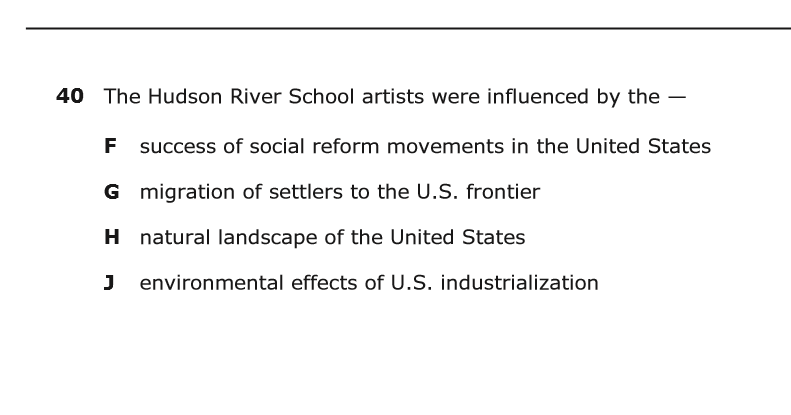 40 The Hudson River School artists were influenced by the —
F success of social reform movements in the United States
G migration of settlers to the U.S. frontier
H natural landscape of the United States
J environmental effects of U.S. industrialization